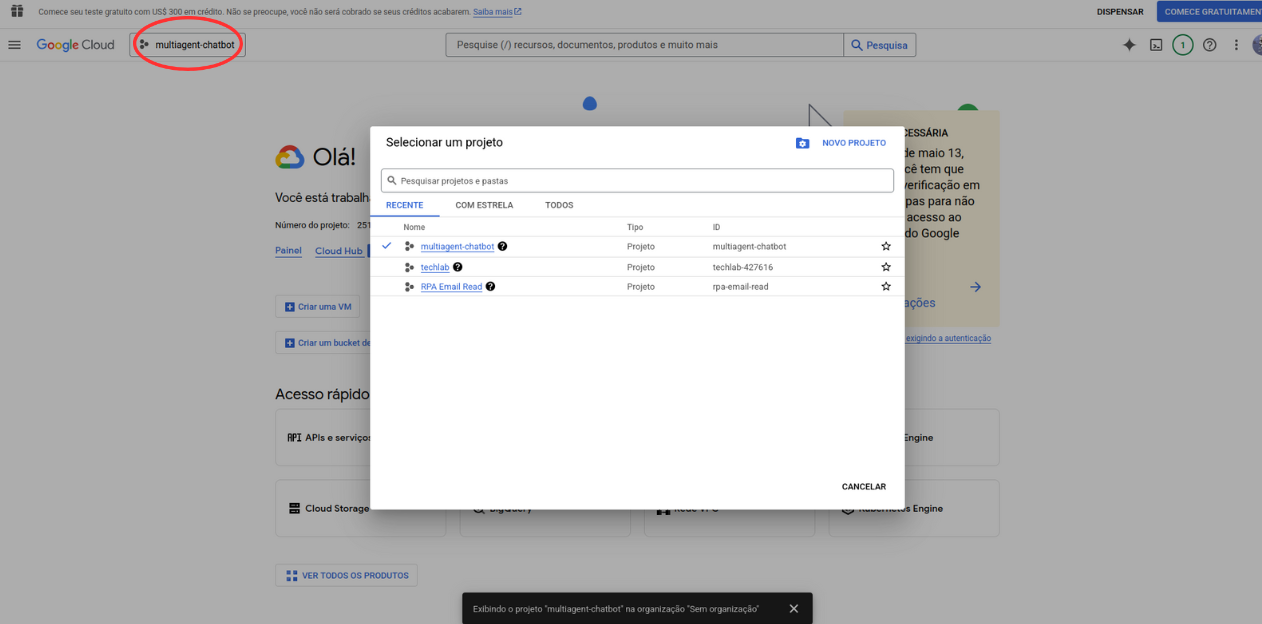 Comece seu teste gratuito com US$ 300 em crédito. Não se preocupe, você não será cobrado se seus créditos acabarem. Saiba mais
DISPENSAR
COMECE GRATUITAMEN
Google Cloud
multiagent-chatbot
Pesquise (/) recursos, documentos, produtos e muito mais
Pesquisa
1
Olá!
Você está trabalh
Número do projeto: 251
Painel
Cloud Hub
Criar uma VM
Criar um bucket de
Acesso rápido
API APIs e serviços
Cloud Storage
BigQuery
Rede VPC
Kubernetes Engine
Engine
VER TODOS OS PRODUTOS
CESSÁRIA
de maio 13,
cê tem que
verificação em
pas para não
acesso ao
do Google
ações
exigindo a autenticação
Selecionar um projeto
NOVO PROJETO
Pesquisar projetos e pastas
RECENTE
COM ESTRELA
TODOS
Nome
Tipo
ID
multiagent-chatbot
Projeto
multiagent-chatbot
techlab
Projeto
techlab-427616
RPA Email Read
Projeto
rpa-email-read
CANCELAR
Exibindo o projeto "multiagent-chatbot" na organização "Sem organização"